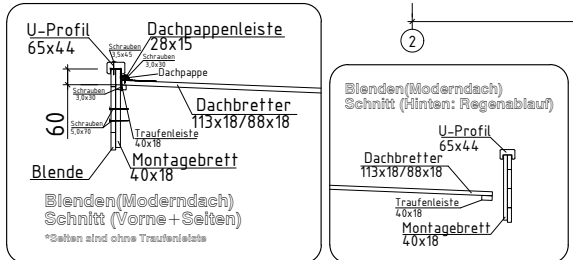 U-Profil
65x44
Schrauben
3,5x45
Dachpappenleiste
28x15
Schrauben
3,0x30
Dachpappe
Schrauben
3,0x30
60
Dachbretter
113x18/88x18
Schrauben
5,0x70
Traufenleiste
40x18
Montagebrett
40x18
Blende
Blenden(Moderndach)
Schnitt (Vorne+Seiten)
*Seiten sind ohne Traufenleiste
2
Blenden(Moderndach)
Schnitt (Hinten: Regenablauf)
U-Profil
65x44
Dachbretter
113x18/88x18
Traufenleiste
40x18
Montagebrett
40x18